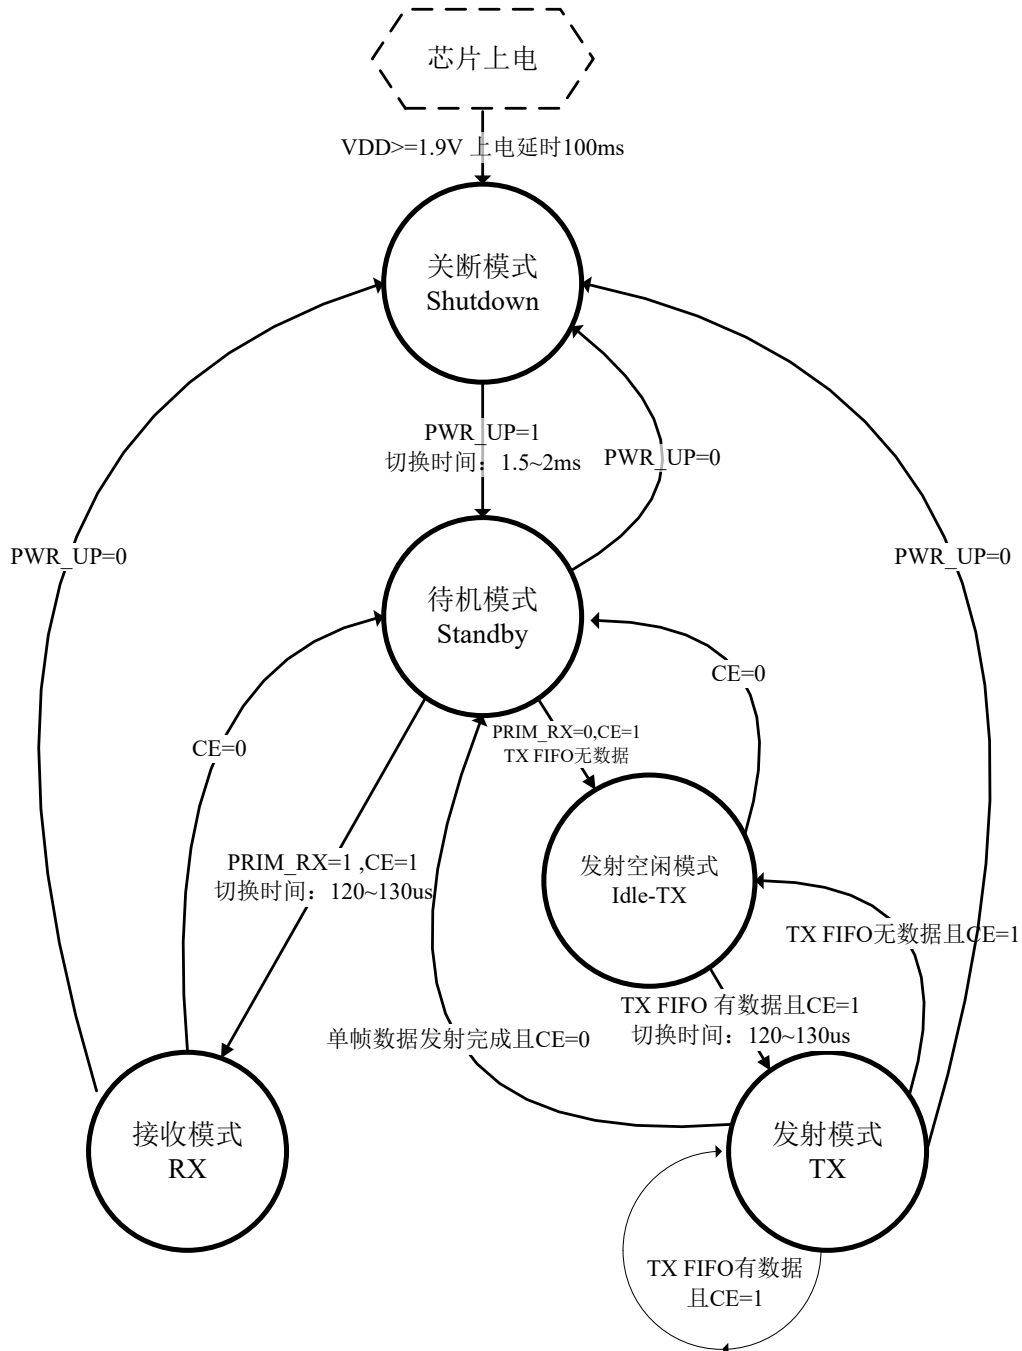 芯片上电
VDD>=1.9V 上电延时100ms
关断模式
Shutdown
PWR_UP=1
切换时间：1.5~2ms
PWR_UP=0
PWR_UP=0
PWR_UP=0
待机模式
Standby
CE=0
CE=0
PRIM_RX=0,CE=1
TX FIFO无数据
PRIM_RX=1 ,CE=1
切换时间：120~130us
发射空闲模式
Idle-TX
TX FIFO无数据且CE=1
TX FIFO 有数据且CE=1
切换时间：120~130us
单帧数据发射完成且CE=0
接收模式
RX
发射模式
TX
TX FIFO有数据
且CE=1